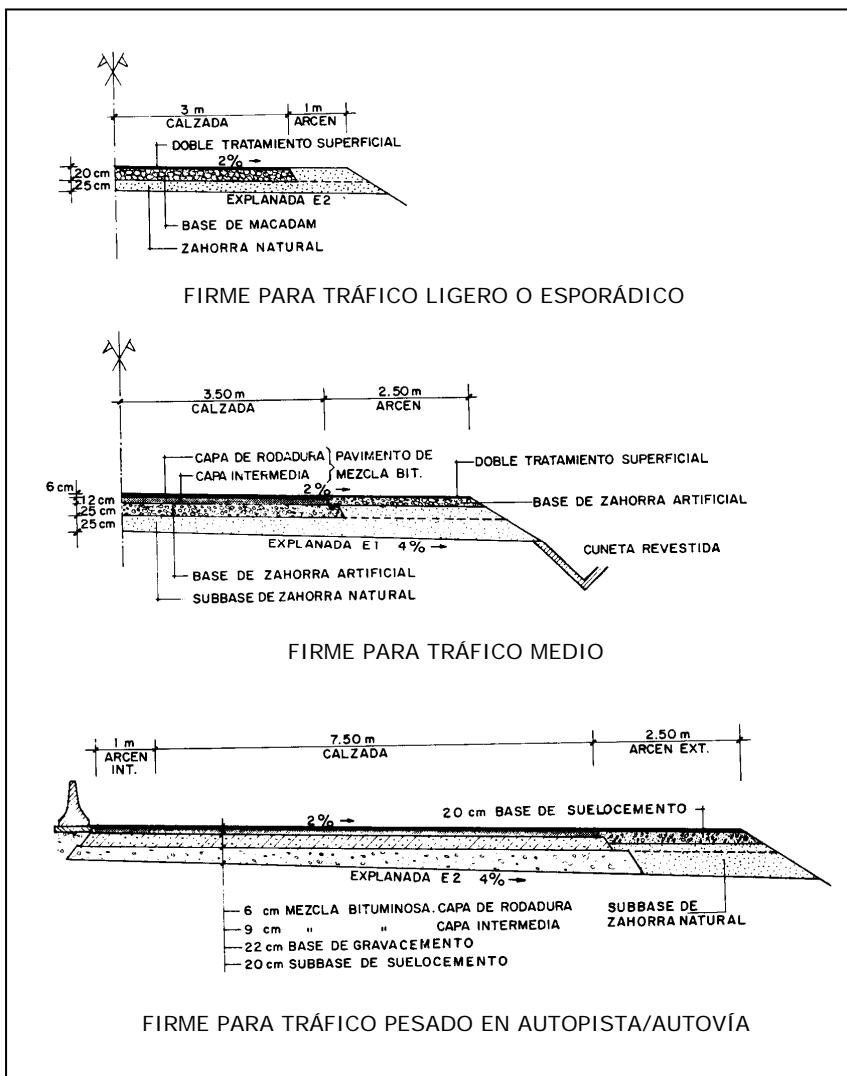 3 m
1 m
CALZADA
ARCEN
DOBLE TRATAMIENTO SUPERFICIAL
2%
20 cm
25 cm
EXPLANADA E2
BASE DE MACADAM
ZAHORRA NATURAL
FIRME PARA TRÁFICO LIGERO O ESPORÁDICO
3.50 m
2.50 m
CALZADA
ARCEN
CAPA DE RODADURA
CAPA INTERMEDIA
PAVIMENTO DE
MEZCLA BIT.
DOBLE TRATAMIENTO SUPERFICIAL
2%
6 cm
12 cm
25 cm
25 cm
BASE DE ZAHORRA ARTIFICIAL
EXPLANADA E1 4%
CUNETA REVESTIDA
BASE DE ZAHORRA ARTIFICIAL
SUBBASE DE ZAHORRA NATURAL
FIRME PARA TRÁFICO MEDIO
1 m
7.50 m
2.50 m
ARCEN
INT.
CALZADA
ARCEN EXT.
20 cm BASE DE SUELOCEMENTO
2%
EXPLANADA E2 4%
6 cm MEZCLA BITUMINOSA. CAPA DE RODADURA
9 cm " " CAPA INTERMEDIA
22 cm BASE DE GRAVACEMENTO
20 cm SUBBASE DE SUELOCEMENTO
SUBBASE DE
ZAHORRA NATURAL
FIRME PARA TRÁFICO PESADO EN AUTOPISTA/AUTOVÍA